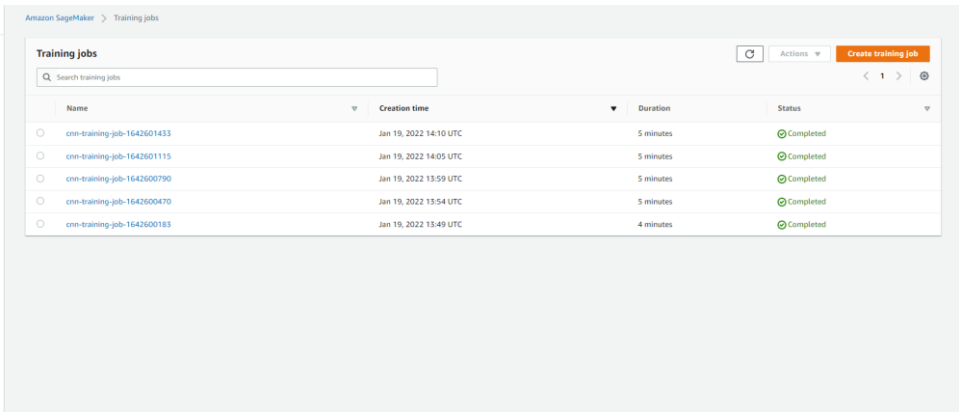 Amazon SageMaker > Training jobs
Training jobs
Actions
Create training job
Search training jobs
1
Name Creation time Duration Status
cnn-training-job-1642601433 Jan 19, 2022 14:10 UTC 5 minutes Completed
cnn-training-job-1642601115 Jan 19, 2022 14:05 UTC 5 minutes Completed
cnn-training-job-1642600790 Jan 19, 2022 13:59 UTC 5 minutes Completed
cnn-training-job-1642600470 Jan 19, 2022 13:54 UTC 5 minutes Completed
cnn-training-job-1642600183 Jan 19, 2022 13:49 UTC 4 minutes Completed